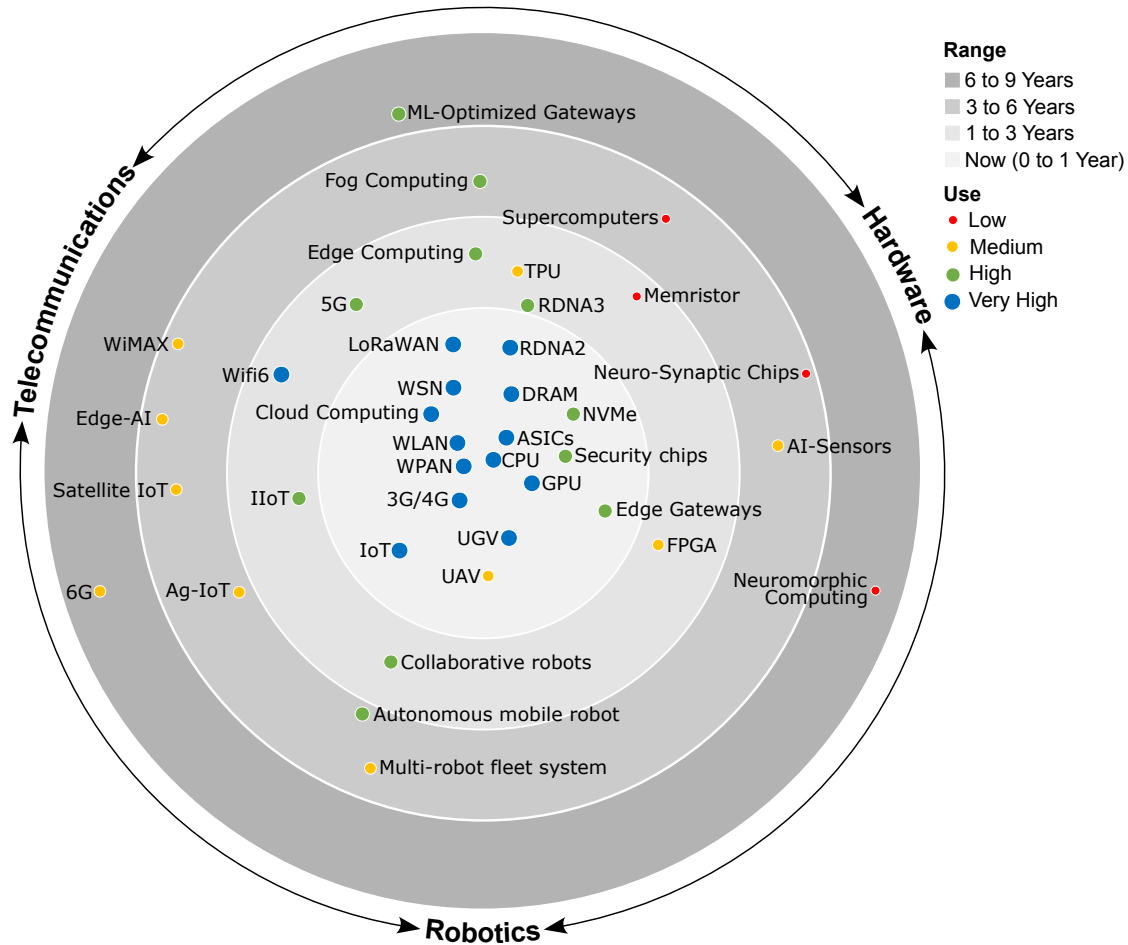 Range
6 to 9 Years
3 to 6 Years
1 to 3 Years
Now (0 to 1 Year)
Use
Low
Medium
High
Very High
Telecommunications
Hardware
Robotics
ML-Optimized Gateways
Fog Computing
Supercomputers
Edge Computing
TPU
Memristor
5G
RDNA3
WiMAX
LoRaWAN
RDNA2
Wifi6
Neuro-Synaptic Chips
WSN
DRAM
Edge-AI
Cloud Computing
NVMe
WLAN
ASICs
AI-Sensors
WPAN
CPU
Security chips
Satellite IoT
IIoT
3G/4G
GPU
Edge Gateways
IoT
UGV
FPGA
UAV
6G
Ag-IoT
Neuromorphic
Computing
Collaborative robots
Autonomous mobile robot
Multi-robot fleet system